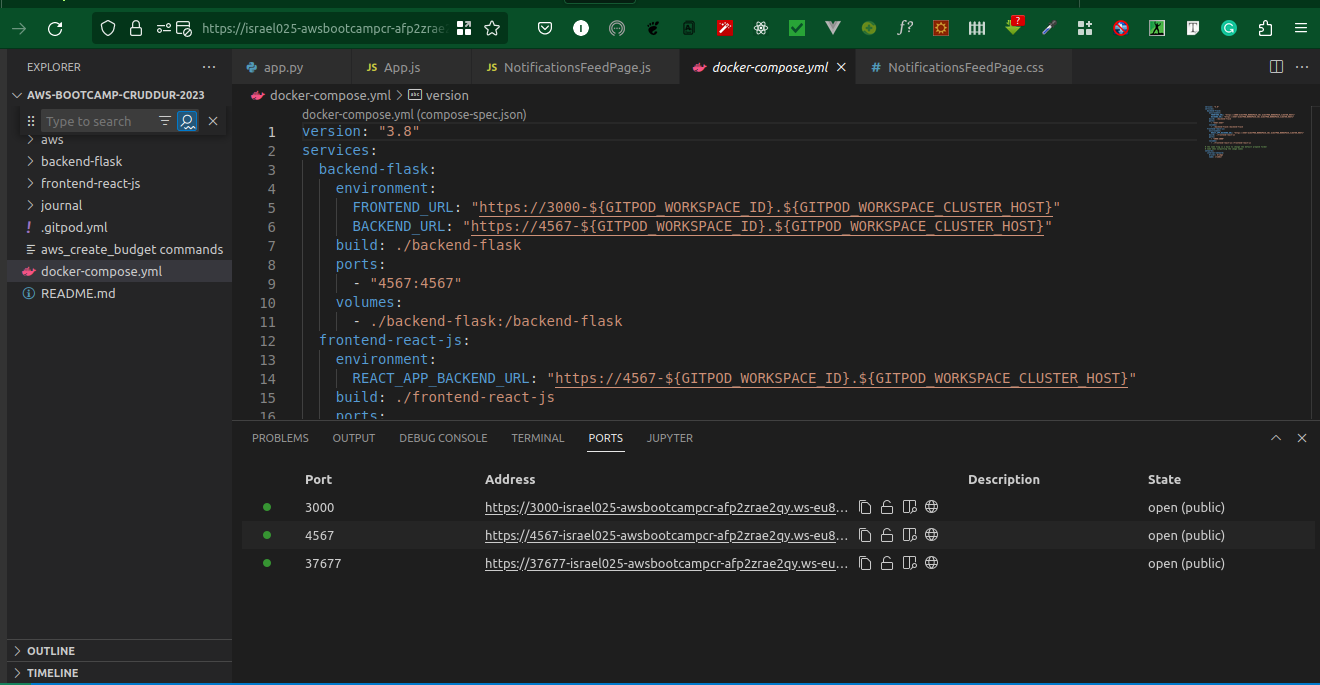 https://israel025-awsbootcampcr-afp2zrae
EXPLORER
AWS-BOOTCAMP-CRUDDUR-2023
Type to search
aws
backend-flask
frontend-react-js
journal
.gitpod.yml
aws_create_budget commands
docker-compose.yml
README.md
OUTLINE
TIMELINE
app.py
JS App.js
JS NotificationsFeedPage.js
docker-compose.yml
# NotificationsFeedPage.css
docker-compose.yml > abc version
docker-compose.yml (compose-spec.json)
1 version: "3.8"
2 services:
3 backend-flask:
4 environment:
5 FRONTEND_URL: "https://3000-${GITPOD_WORKSPACE_ID}.${GITPOD_WORKSPACE_CLUSTER_HOST}"
6 BACKEND_URL: "https://4567-${GITPOD_WORKSPACE_ID}.${GITPOD_WORKSPACE_CLUSTER_HOST}"
7 build: ./backend-flask
8 ports:
9 - "4567:4567"
10 volumes:
11 - ./backend-flask:/backend-flask
12 frontend-react-js:
13 environment:
14 REACT_APP_BACKEND_URL: "https://4567-${GITPOD_WORKSPACE_ID}.${GITPOD_WORKSPACE_CLUSTER_HOST}"
15 build: ./frontend-react-js
16 ports:
PROBLEMS OUTPUT DEBUG CONSOLE TERMINAL PORTS JUPYTER
Port Address Description State
3000 https://3000-israel025-awsbootcampcr-afp2zrae2qy.ws-eu8... open (public)
4567 https://4567-israel025-awsbootcampcr-afp2zrae2qy.ws-eu8... open (public)
37677 https://37677-israel025-awsbootcampcr-afp2zrae2qy.ws-eu... open (public)